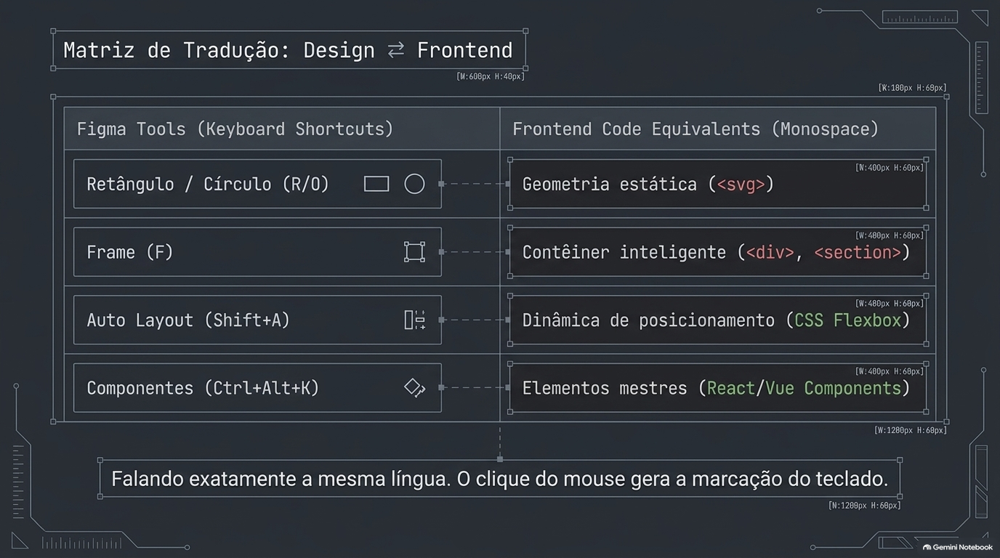 Matriz de Tradução: Design ⇄ Frontend
[W:600px H:40px]
[W:180px H:60px]
Figma Tools (Keyboard Shortcuts)
Frontend Code Equivalents (Monospace)
Retângulo / Círculo (R/O)
[N:400px H:60px]
Geometria estática (<svg>)
Frame (F)
[W:400px H:60px]
Contêiner inteligente (<div>, <section>)
Auto Layout (Shift+A)
[W:480px H:60px]
Dinâmica de posicionamento (CSS Flexbox)
Componentes (Ctrl+Alt+K)
[W:400px H:60px]
Elementos mestres (React/Vue Components)
[W:1280px H:60px]
Falando exatamente a mesma língua. O clique do mouse gera a marcação do teclado.
[N:1200px H:60px]
Gemini Notebook